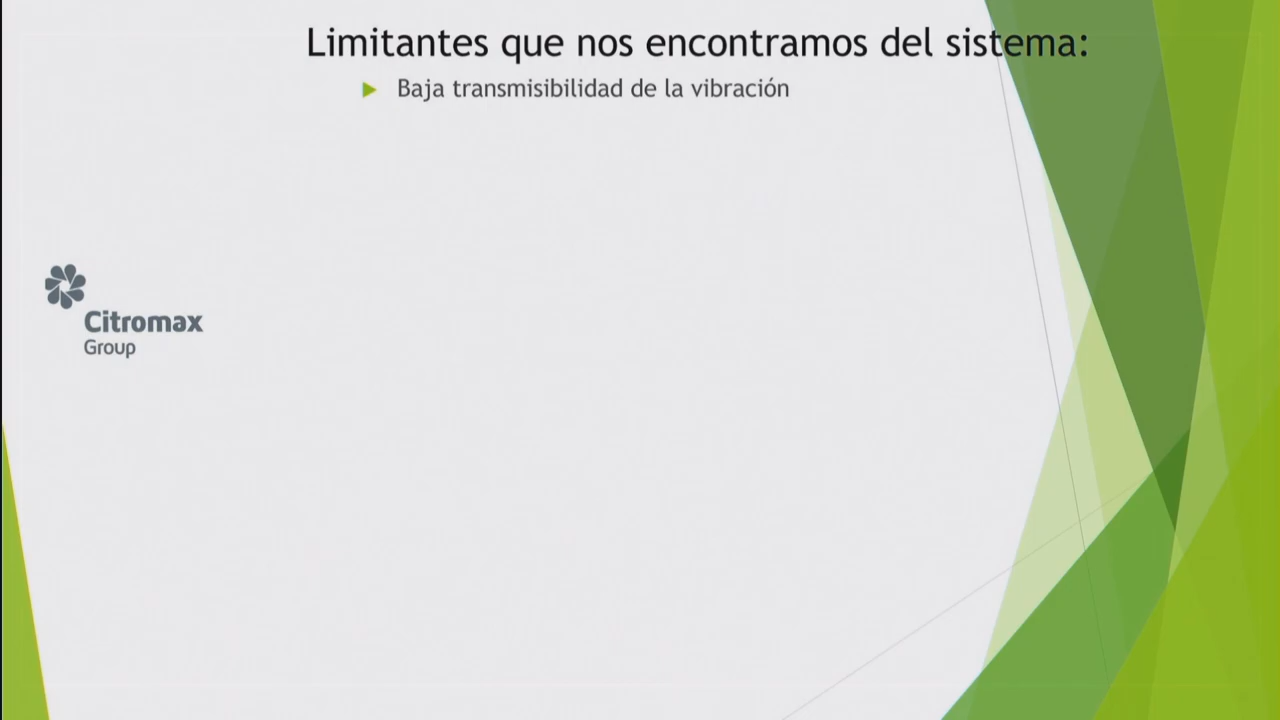 Limitantes que nos encontramos del sistema:
Baja transmisibilidad de la vibración
Citromax
Group